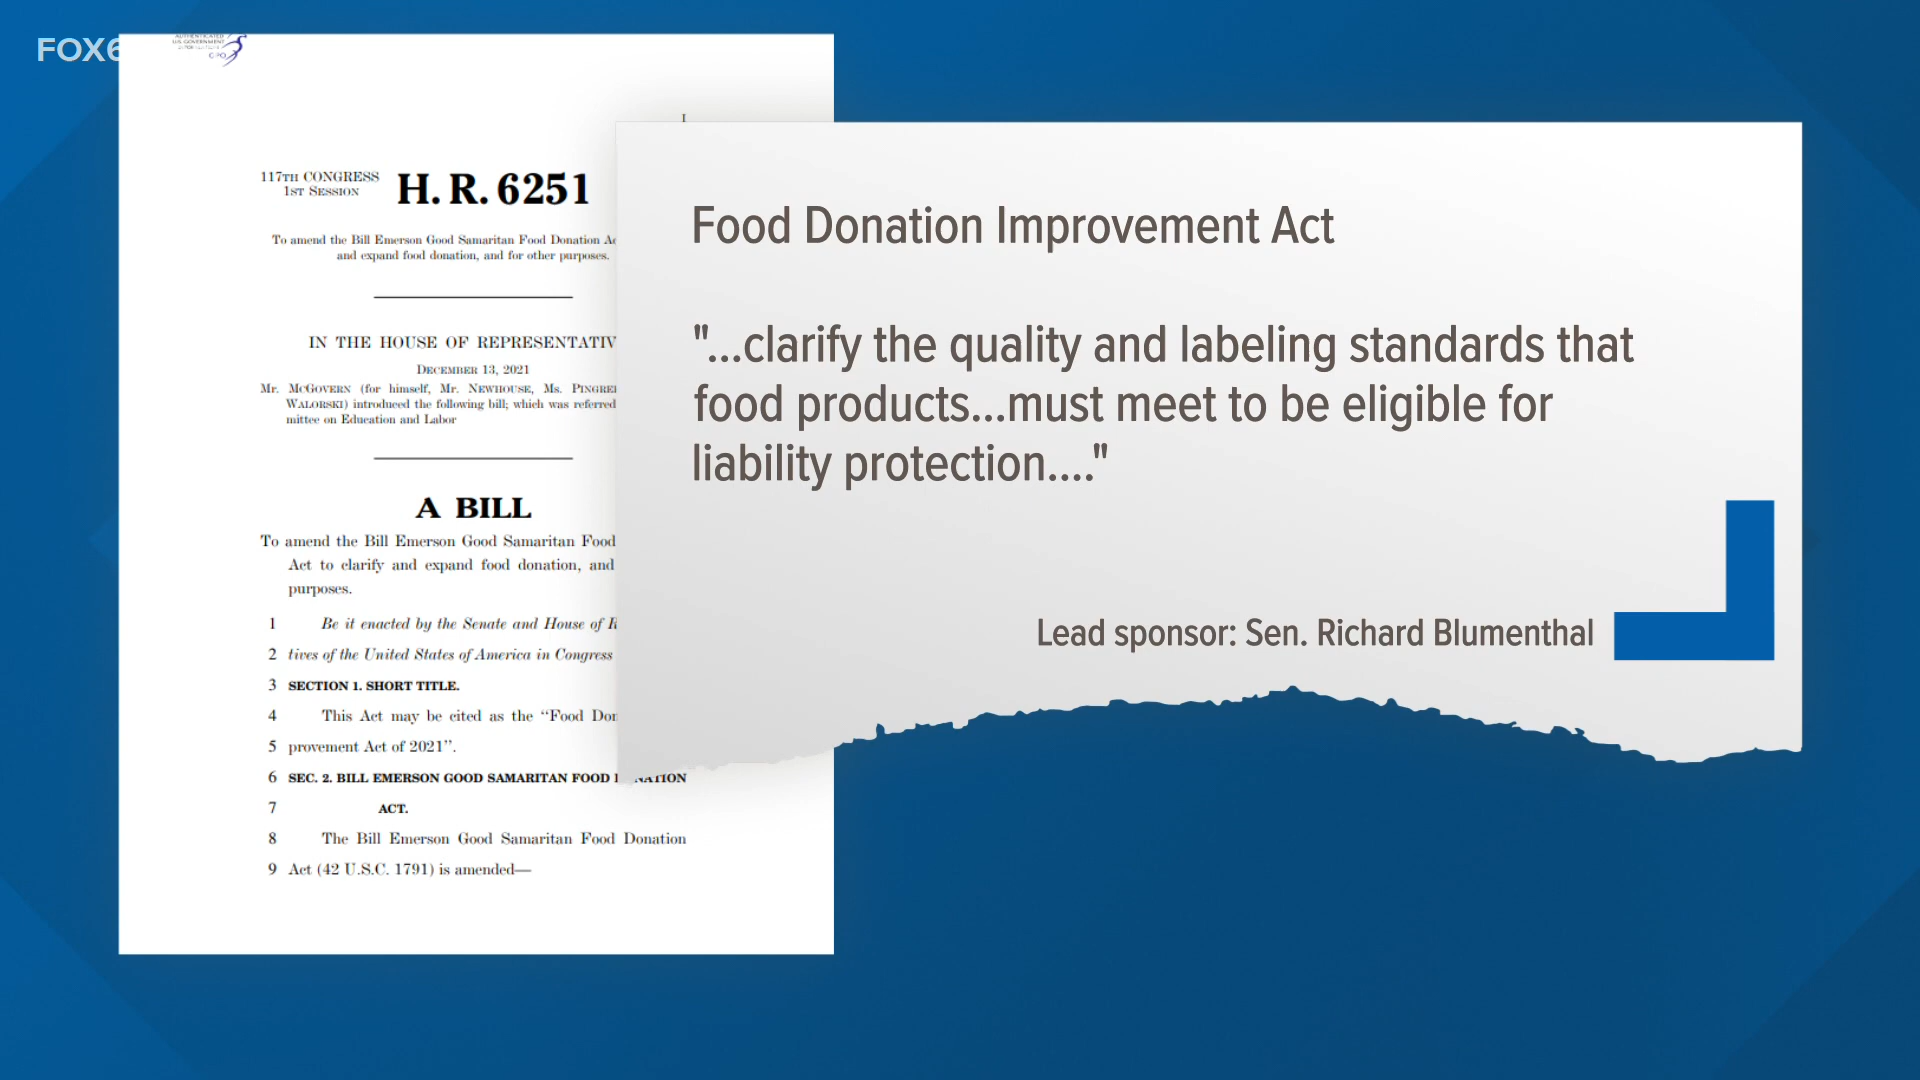 FOX6
AUTHENTICATED
U.S. GOVERNMENT
GPO
I
117TH CONGRESS
1ST SESSION
H. R. 6251
To amend the Bill Emerson Good Samaritan Food Donation
and expand food donation, and for other purposes.
IN THE HOUSE OF REPRESENTATIV
DECEMBER 13, 2021
Mr. MCGOVERN (for himself, Mr. NEWHOUSE, Ms. PINGRE
WALORSKI) introduced the following bill; which was referred
mittee on Education and Labor
A BILL
To amend the Bill Emerson Good Samaritan Food
Act to clarify and expand food donation, and
purposes.
1 Be it enacted by the Senate and House of
2 tives of the United States of America in Congress
3 SECTION 1. SHORT TITLE.
4 This Act may be cited as the ‘‘Food Don
5 provement Act of 2021’’.
6 SEC. 2. BILL EMERSON GOOD SAMARITAN FOOD NATION
7 ACT.
8 The Bill Emerson Good Samaritan Food Donation
9 Act (42 U.S.C. 1791) is amended—
Food Donation Improvement Act
"...clarify the quality and labeling standards that
food products...must meet to be eligible for
liability protection...."
Lead sponsor: Sen. Richard Blumenthal